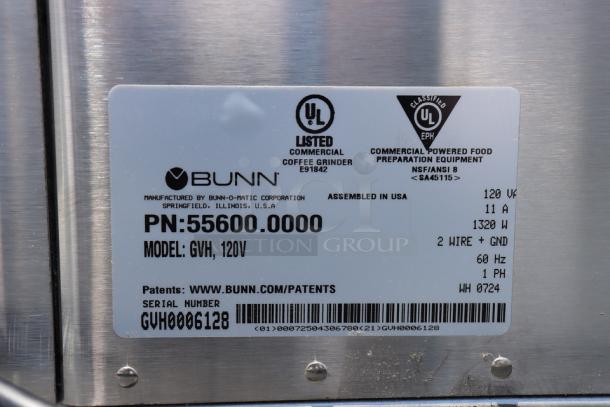 UL
LISTED
COMMERCIAL
COFFEE GRINDER
E91842
CLASSIFIED
UL
EPH
COMMERCIAL POWERED FOOD
PREPARATION EQUIPMENT
NSF/ANSI 8
<SA45115>
BUNN
MANUFACTURED BY BUNN-O-MATIC CORPORATION
SPRINGFIELD, ILLINOIS, U.S.A
ASSEMBLED IN USA
PN:55600.0000
MODEL: GVH, 120V
120 VA
11 A
1320 W
2 WIRE + GND
60 Hz
1 PH
WH 0724
Patents: WWW.BUNN.COM/PATENTS
SERIAL NUMBER
GVH0006128
(01)00072504306780(21)GVH0006128
AUCTION GROUP